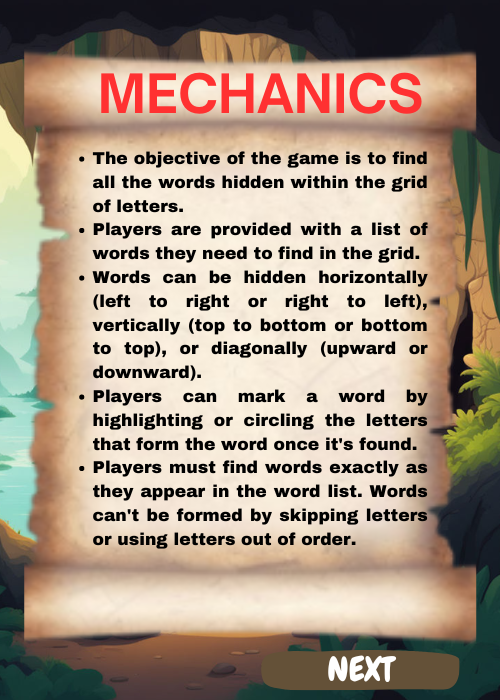 MECHANICS
• The objective of the game is to find
all the words hidden within the grid
of letters.
• Players are provided with a list of
words they need to find in the grid.
• Words can be hidden horizontally
(left to right or right to left),
vertically (top to bottom or bottom
to top), or diagonally (upward or
downward).
• Players can mark a word by
highlighting or circling the letters
that form the word once it's found.
• Players must find words exactly as
they appear in the word list. Words
can't be formed by skipping letters
or using letters out of order.
NEXT